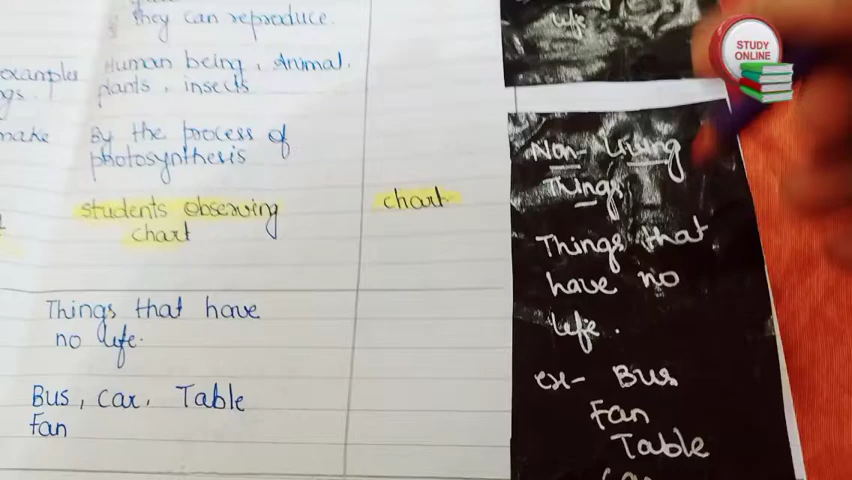 they can reproduce.
examples
Human being, Animal.
plants, insects
make
By the process of
photosynthesis
students observing
chart
chart
Things that have
no life.
Bus, Car, Table
Fan
life
Non-Living
Things
Things that
have no
life.
ex- Bus
Fan
Table
STUDY
ONLINE